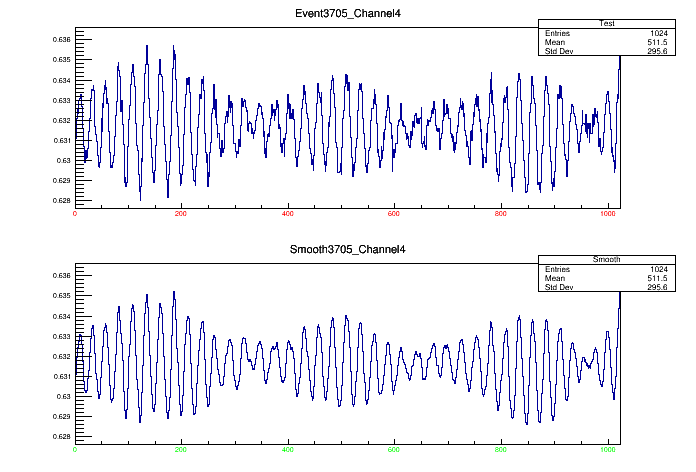 Event3705_Channel4
Test
Entries 1024
Mean 511.5
Std Dev 295.6
0.636
0.635
0.634
0.633
0.632
0.631
0.63
0.629
0.628
0 200 400 600 800 1000
Smooth3705_Channel4
Smooth
Entries 1024
Mean 511.5
Std Dev 295.6
0.636
0.635
0.634
0.633
0.632
0.631
0.63
0.629
0.628
0 200 400 600 800 1000